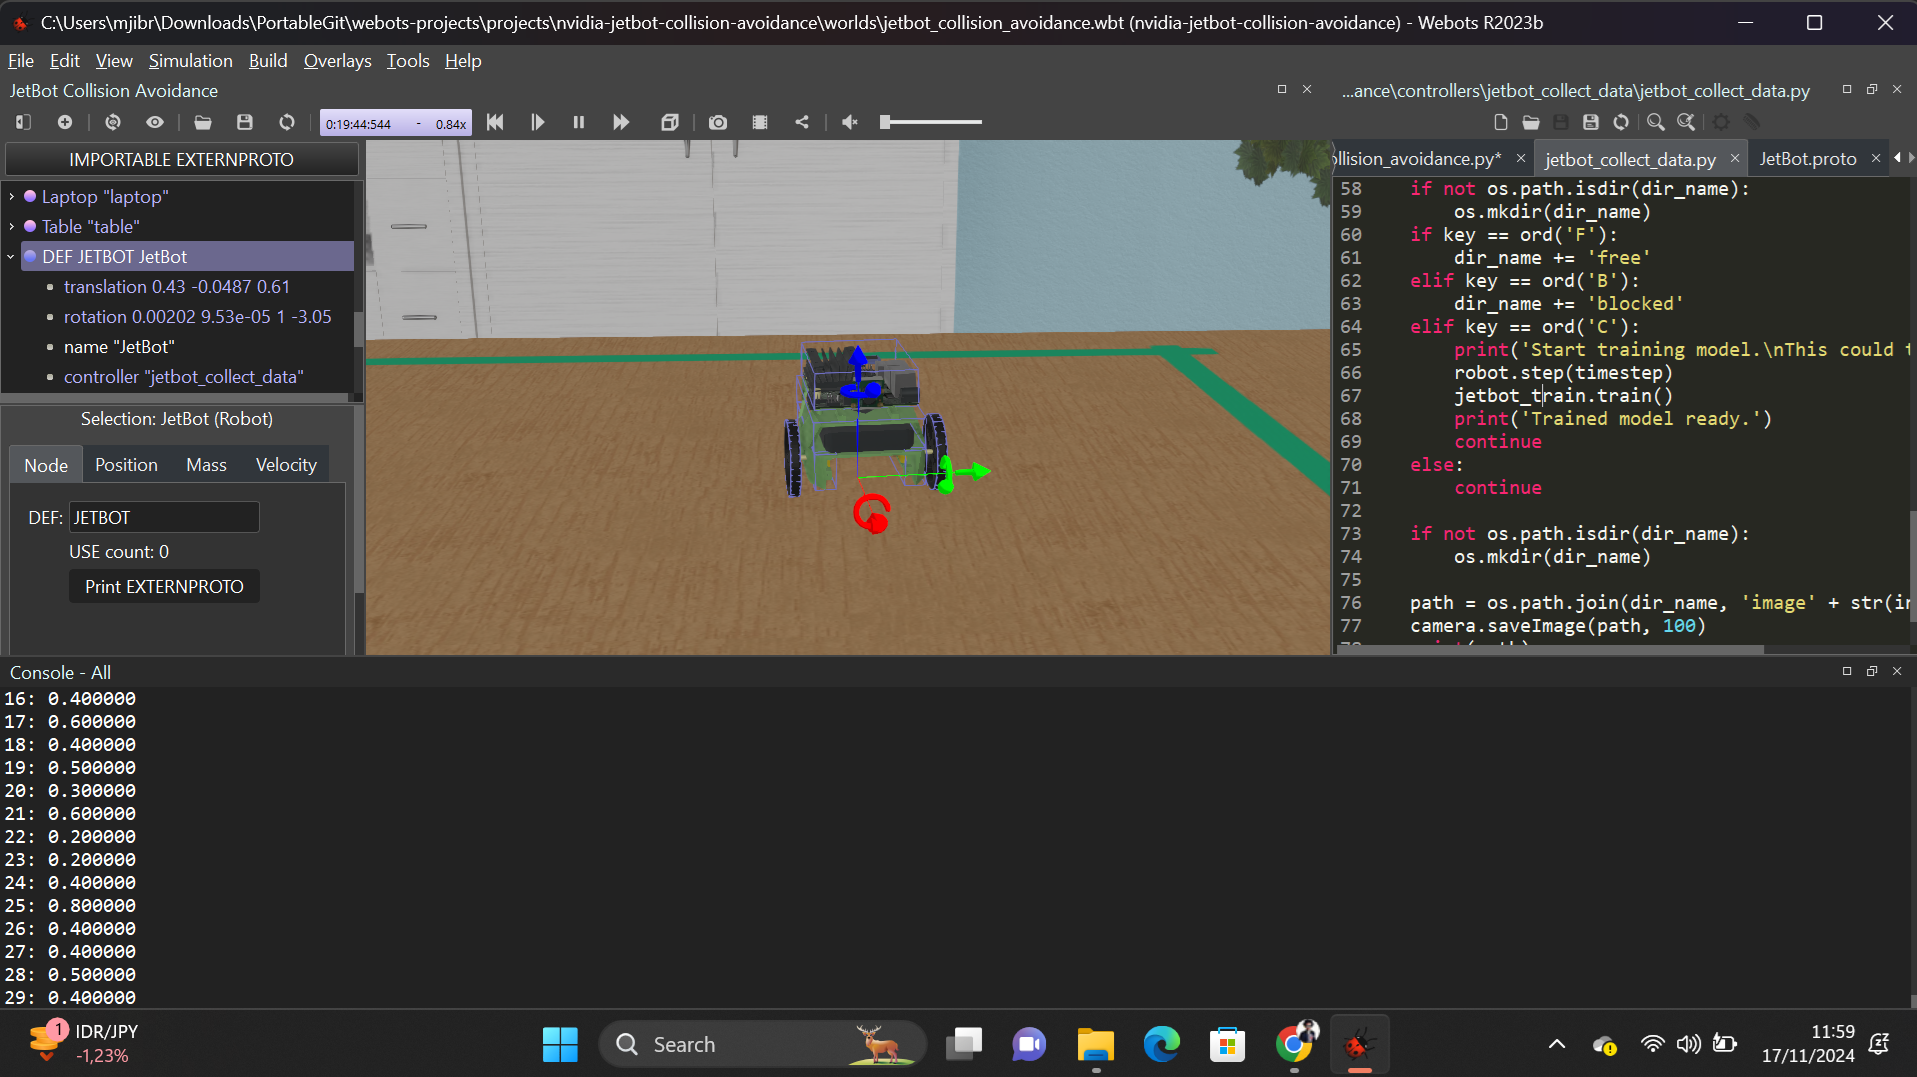 C:\Users\mjibr\Downloads\PortableGit\webots-projects\projects\nvidia-jetbot-collision-avoidance\worlds\jetbot_collision_avoidance.wbt (nvidia-jetbot-collision-avoidance) - Webots R2023b
File Edit View Simulation Build Overlays Tools Help
JetBot Collision Avoidance
0:19:44:544 - 0.84x
IMPORTABLE EXTERNPROTO
Laptop "laptop"
Table "table"
DEF JETBOT JetBot
translation 0.43 -0.0487 0.61
rotation 0.00202 9.53e-05 1 -3.05
name "JetBot"
controller "jetbot_collect_data"
Selection: JetBot (Robot)
Node Position Mass Velocity
DEF: JETBOT
USE count: 0
Print EXTERNPROTO
...ance\controllers\jetbot_collect_data\jetbot_collect_data.py
ollision_avoidance.py* jetbot_collect_data.py JetBot.proto
58 if not os.path.isdir(dir_name):
59 os.mkdir(dir_name)
60 if key == ord('F'):
61 dir_name += 'free'
62 elif key == ord('B'):
63 dir_name += 'blocked'
64 elif key == ord('C'):
65 print('Start training model.\nThis could t
66 robot.step(timestep)
67 jetbot_train.train()
68 print('Trained model ready.')
69 continue
70 else:
71 continue
72
73 if not os.path.isdir(dir_name):
74 os.mkdir(dir_name)
75
76 path = os.path.join(dir_name, 'image' + str(in
77 camera.saveImage(path, 100)
Console - All
16: 0.400000
17: 0.600000
18: 0.400000
19: 0.500000
20: 0.300000
21: 0.600000
22: 0.200000
23: 0.200000
24: 0.400000
25: 0.800000
26: 0.400000
27: 0.400000
28: 0.500000
29: 0.400000
1
IDR/JPY
-1,23%
Search
11:59
17/11/2024